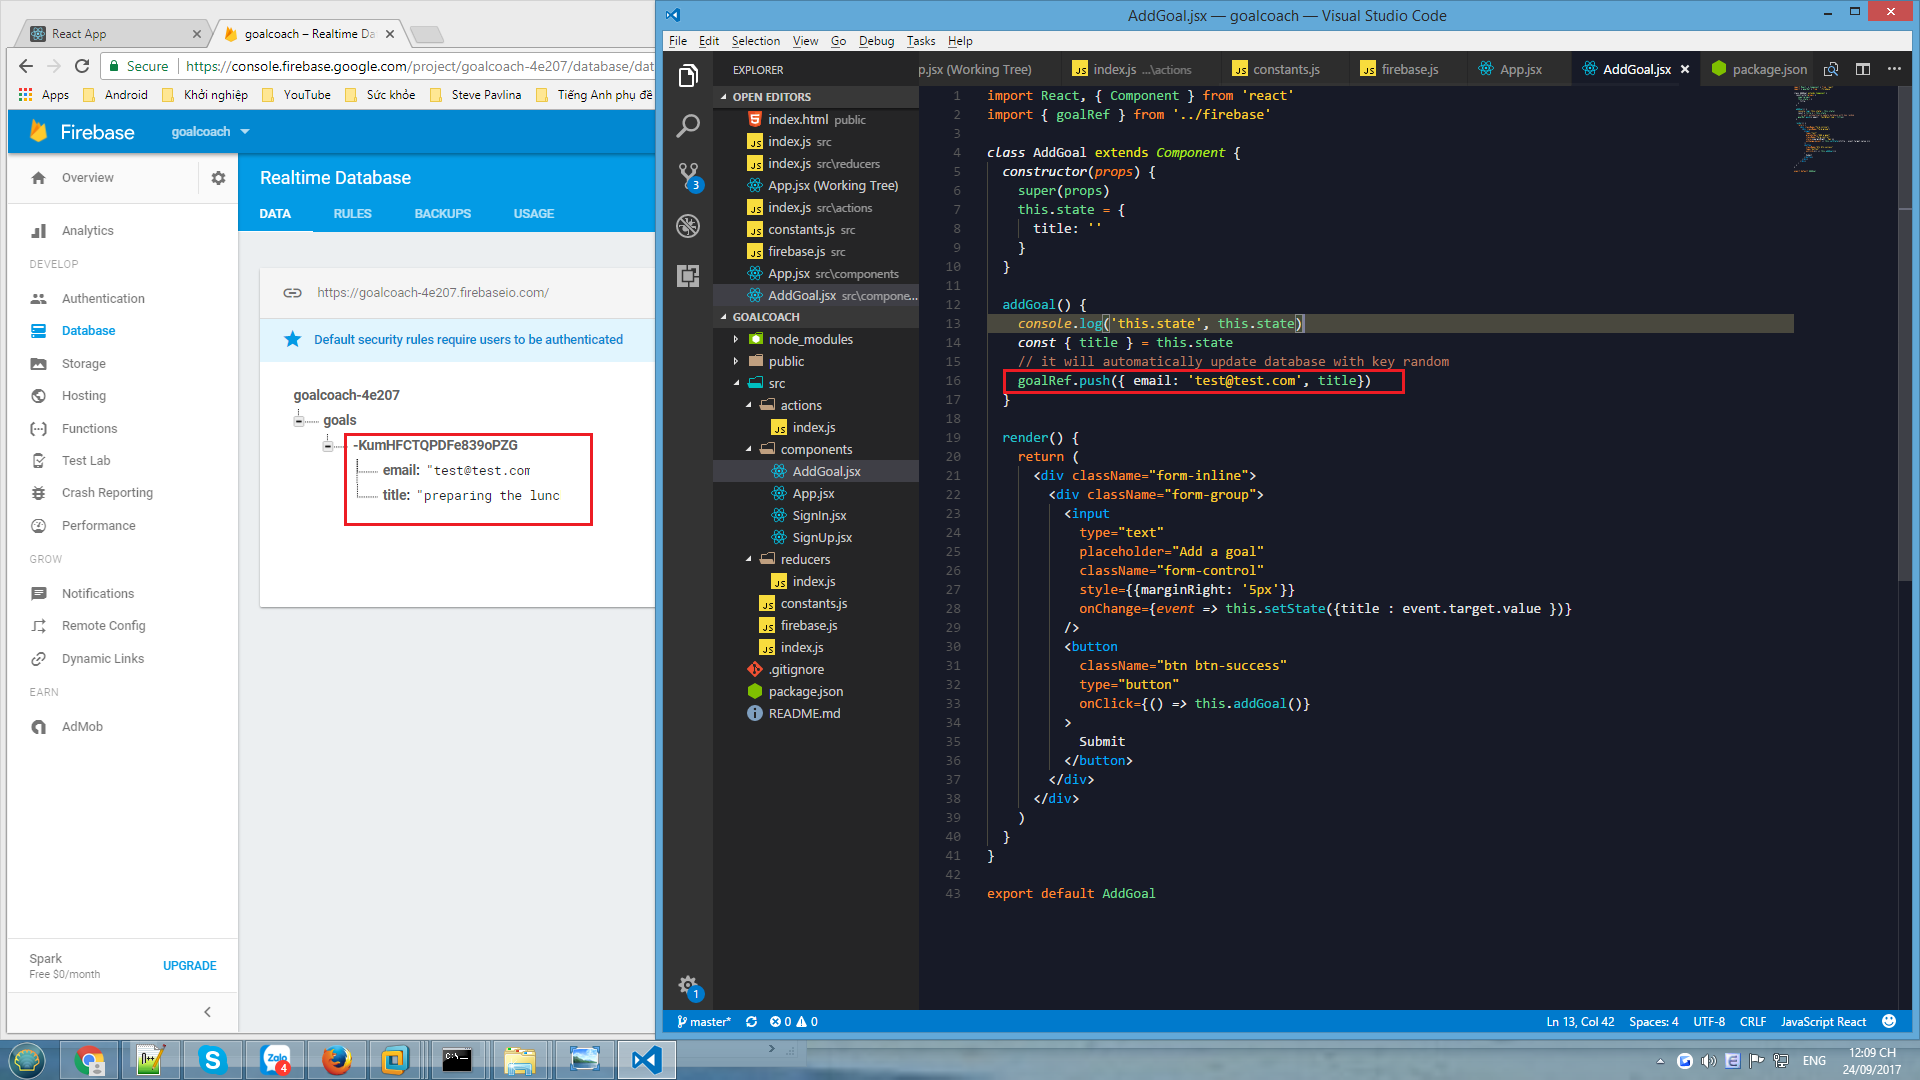 React App
goalcoach – Realtime Da
Secure
https://console.firebase.google.com/project/goalcoach-4e207/database/dat
Apps
Android
Khởi nghiệp
YouTube
Sức khỏe
Steve Pavlina
Tiếng Anh phụ đề
Firebase
goalcoach
Overview
Analytics
DEVELOP
Authentication
Database
Storage
Hosting
Functions
Test Lab
Crash Reporting
Performance
GROW
Notifications
Remote Config
Dynamic Links
EARN
AdMob
Spark
Free $0/month
UPGRADE
Realtime Database
DATA
RULES
BACKUPS
USAGE
https://goalcoach-4e207.firebaseio.com/
Default security rules require users to be authenticated
goalcoach-4e207
goals
-KumHFCTQPDFe839oPZG
email: "test@test.com
title: "preparing the lunc
AddGoal.jsx — goalcoach — Visual Studio Code
File Edit Selection View Go Debug Tasks Help
EXPLORER
OPEN EDITORS
index.html public
index.js src
index.js src\reducers
App.jsx (Working Tree)
index.js src\actions
constants.js src
firebase.js src
App.jsx src\components
AddGoal.jsx src\compone...
GOALCOACH
node_modules
public
src
actions
index.js
components
AddGoal.jsx
App.jsx
SignIn.jsx
SignUp.jsx
reducers
index.js
constants.js
firebase.js
index.js
.gitignore
package.json
README.md
3
1
p.jsx (Working Tree)
index.js ...\actions
constants.js
firebase.js
App.jsx
AddGoal.jsx
package.json
1 import React, { Component } from 'react'
2 import { goalRef } from '../firebase'
3
4 class AddGoal extends Component {
5 constructor(props) {
6 super(props)
7 this.state = {
8 title: ''
9 }
10 }
11
12 addGoal() {
13 console.log('this.state', this.state)
14 const { title } = this.state
15 // it will automatically update database with key random
16 goalRef.push({ email: 'test@test.com', title})
17 }
18
19 render() {
20 return (
21 <div className="form-inline">
22 <div className="form-group">
23 <input
24 type="text"
25 placeholder="Add a goal"
26 className="form-control"
27 style={{marginRight: '5px'}}
28 onChange={event => this.setState({title : event.target.value })}
29 />
30 <button
31 className="btn btn-success"
32 type="button"
33 onClick={() => this.addGoal()}
34 >
35 Submit
36 </button>
37 </div>
38 </div>
39 )
40 }
41 }
42
43 export default AddGoal
master*
0
0
Ln 13, Col 42
Spaces: 4
UTF-8
CRLF
JavaScript React
Zalo
4
ENG
12:09 CH
24/09/2017